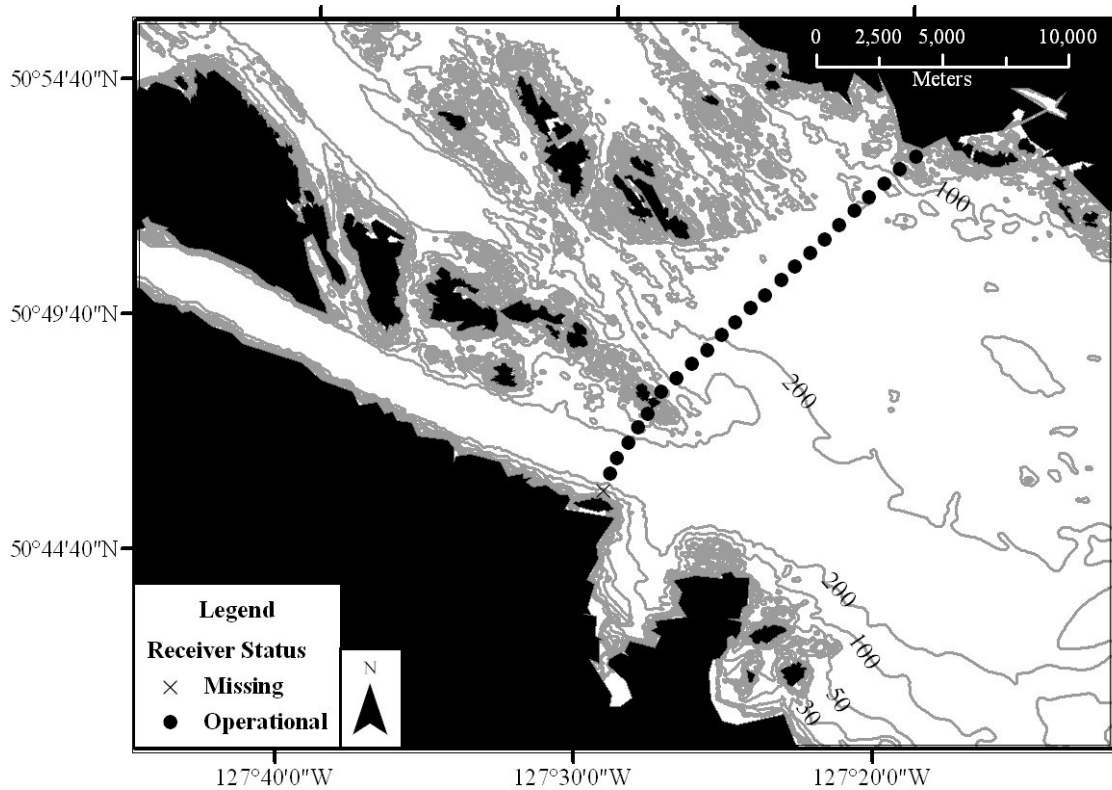 0 2,500 5,000 10,000
Meters
50°54'40"N
100
50°49'40"N
200
50°44'40"N
200
100
50
30
Legend
Receiver Status
× Missing
● Operational
N
127°40'0"W 127°30'0"W 127°20'0"W